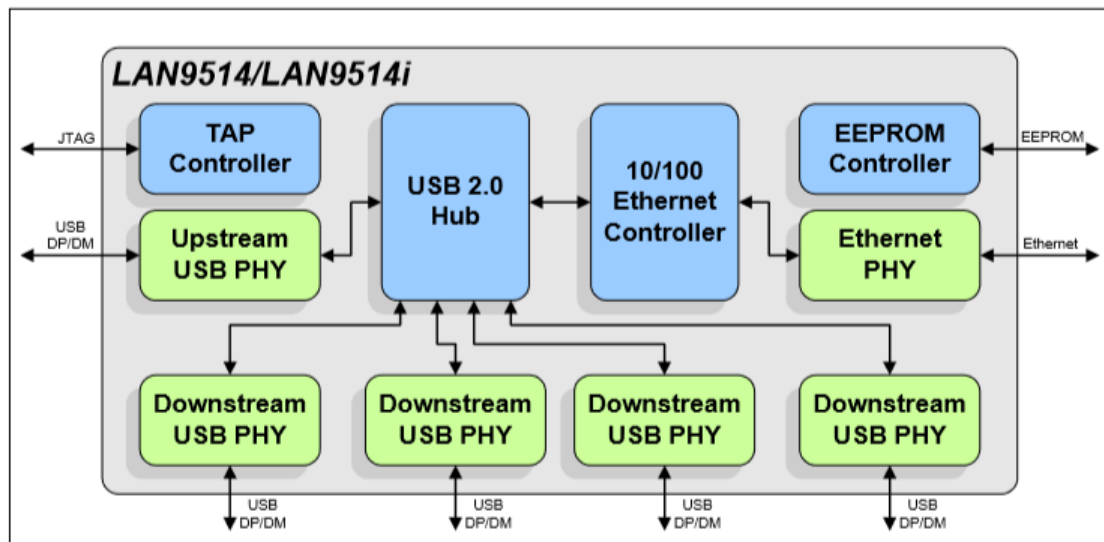 LAN9514/LAN9514i
JTAG
TAP
Controller
USB 2.0
Hub
10/100
Ethernet
Controller
EEPROM
Controller
EEPROM
USB
DP/DM
Upstream
USB PHY
Ethernet
PHY
Ethernet
Downstream
USB PHY
Downstream
USB PHY
Downstream
USB PHY
Downstream
USB PHY
USB
DP/DM
USB
DP/DM
USB
DP/DM
USB
DP/DM